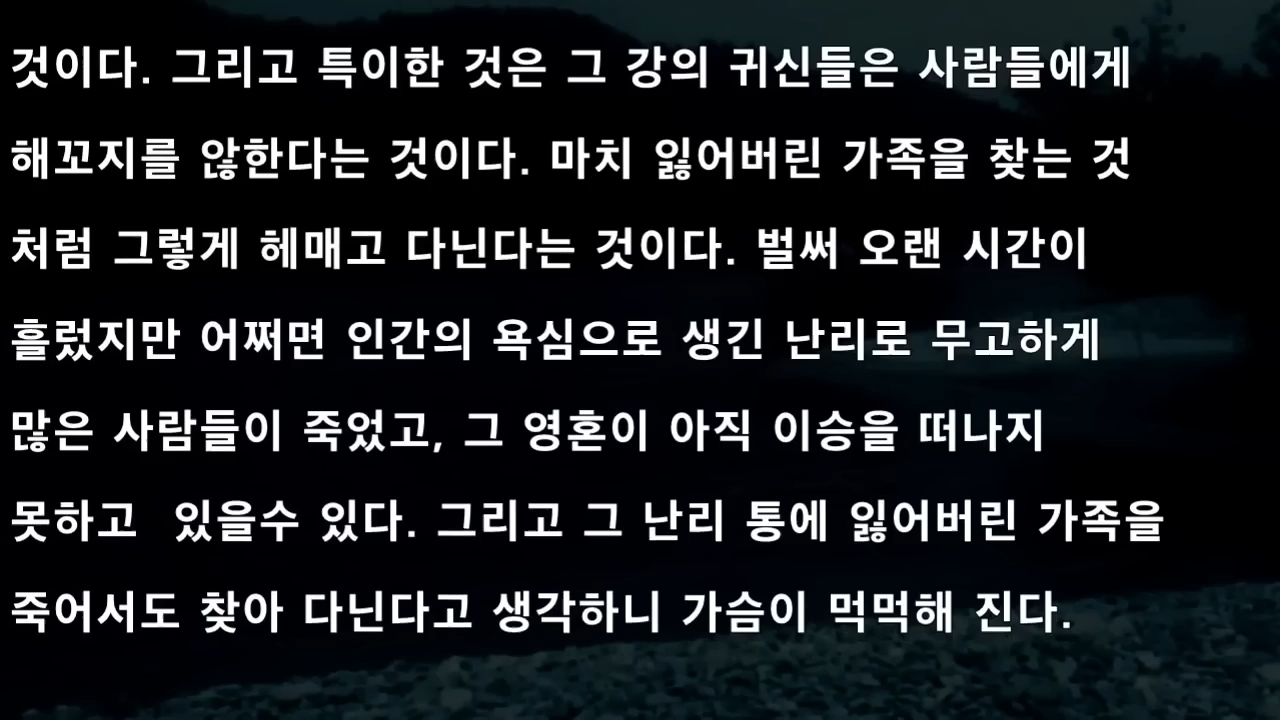 것이다. 그리고 특이한 것은 그 강의 귀신들은 사람들에게
해꼬지를 않한다는 것이다. 마치 잃어버린 가족을 찾는 것
처럼 그렇게 헤매고 다닌다는 것이다. 벌써 오랜 시간이
흘렀지만 어쩌면 인간의 욕심으로 생긴 난리로 무고하게
많은 사람들이 죽었고, 그 영혼이 아직 이승을 떠나지
못하고  있을수 있다. 그리고 그 난리 통에 잃어버린 가족을
죽어서도 찾아 다닌다고 생각하니 가슴이 먹먹해 진다.